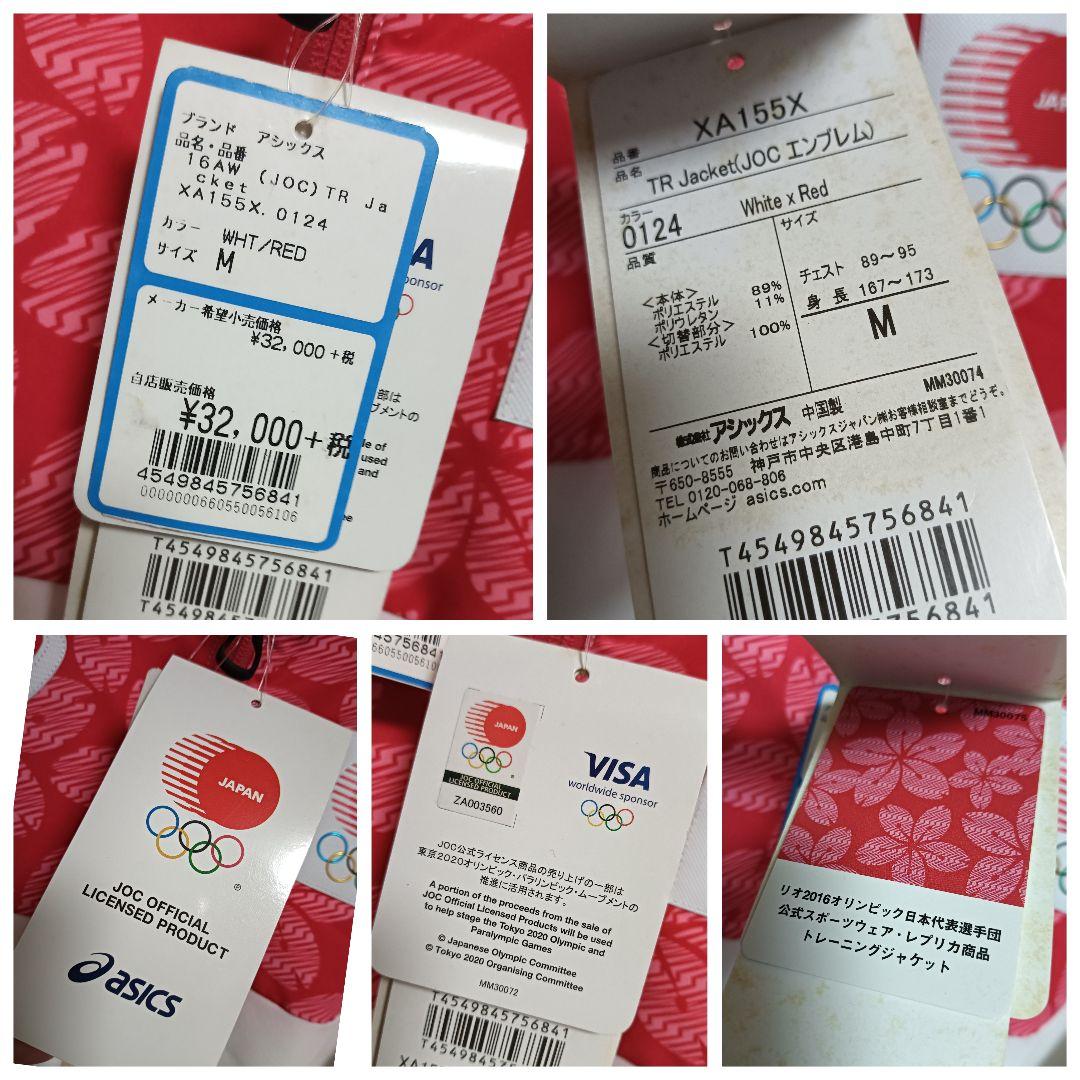 ブランド アシックス
品名・品番
16AW (JOC)TR Ja
cket
XA155X.0124
カラー WHT/RED
サイズ M
メーカー希望小売価格
¥32,000+税
自店販売価格
¥32,000+税
4549845756841
0000000660550056106
T4549845756841
品番 XA155X
品名 TR Jacket(JOC エンブレム)
カラー
0124 White x Red
品質
<本体>
ポリエステル 89%
ポリウレタン 11%
<切替部分>
ポリエステル 100%
サイズ
チェスト 89~95
身長 167~173
M
MM30074
株式会社 アシックス 中国製
商品についてのお問い合わせはアシックスジャパン㈱お客様相談室までどうぞ。
〒650-8555 神戸市中央区港島中町7丁目1番1
TEL 0120-068-806
ホームページ asics.com
T4549845756841
JAPAN
JOC OFFICIAL
LICENSED PRODUCT
asics
JAPAN
JOC OFFICIAL
LICENSED PRODUCT
ZA003560
VISA
worldwide sponsor
JOC公式ライセンス商品の売り上げの一部は
東京2020オリンピック・パラリンピック・ムーブメントの
推進に活用されます。
A portion of the proceeds from the sale of
JOC Official Licensed Products will be used
to help stage the Tokyo 2020 Olympic and
Paralympic Games
© Japanese Olympic Committee
© Tokyo 2020 Organising Committee
MM30072
T4549845756841
MM30075
リオ2016オリンピック日本代表選手団
公式スポーツウェア・レプリカ商品
トレーニングジャケット